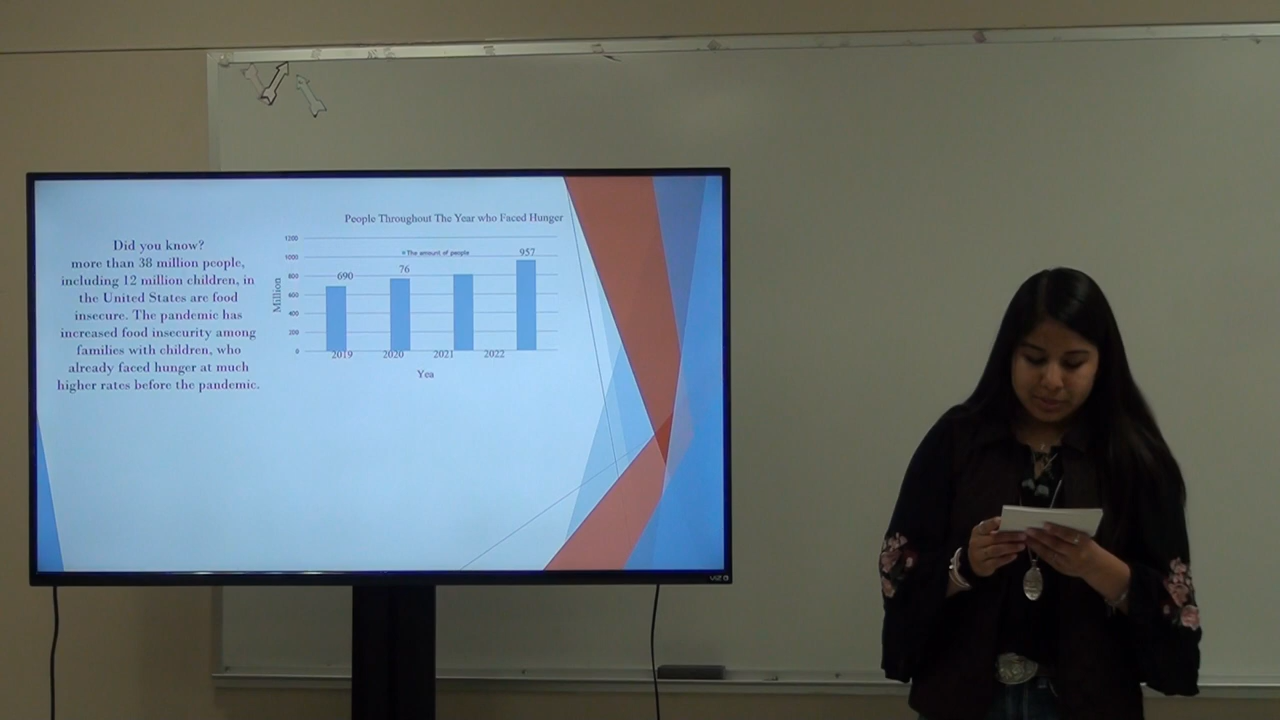 Did you know?
more than 38 million people,
including 12 million children, in
the United States are food
insecure. The pandemic has
increased food insecurity among
families with children, who
already faced hunger at much
higher rates before the pandemic.
People Throughout The Year who Faced Hunger
1200
1000
800
600
400
200
0
Million
The amount of people
690
76
957
2019
2020
2021
2022
Yea
VIZIO